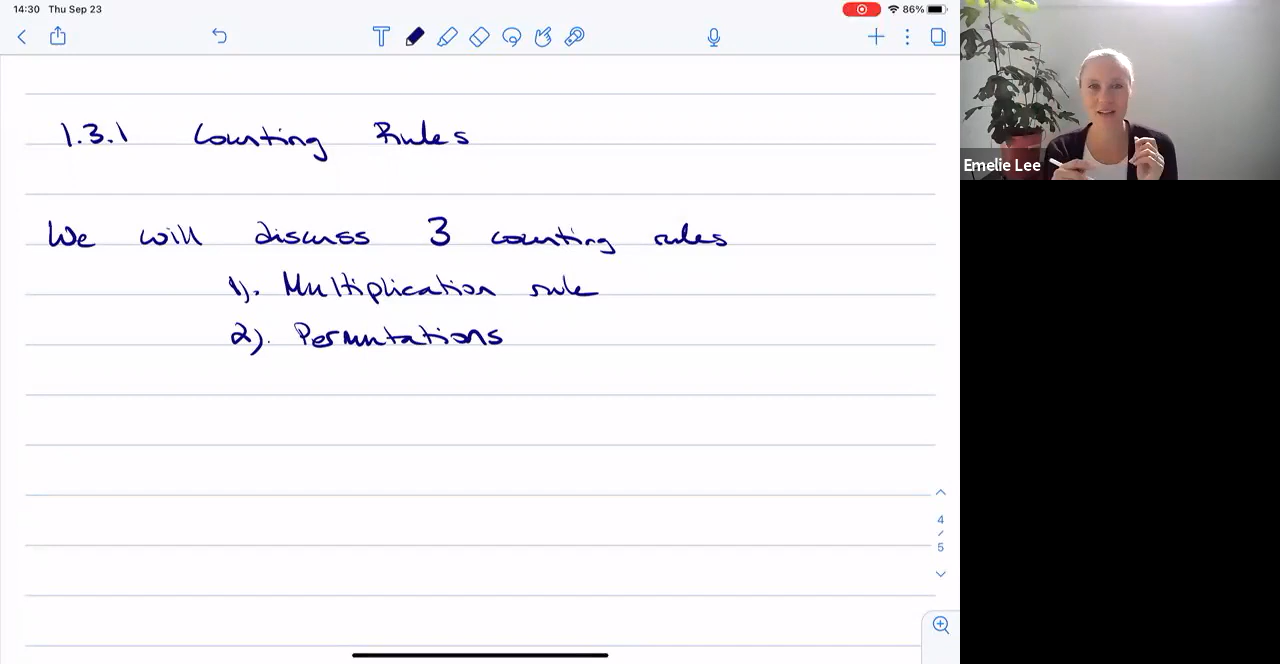 14:30 Thu Sep 23
86%
1.3.1 Counting Rules
Emelie Lee
We will discuss 3 counting rules
1). Multiplication rule
2). Permutations
4
/
5